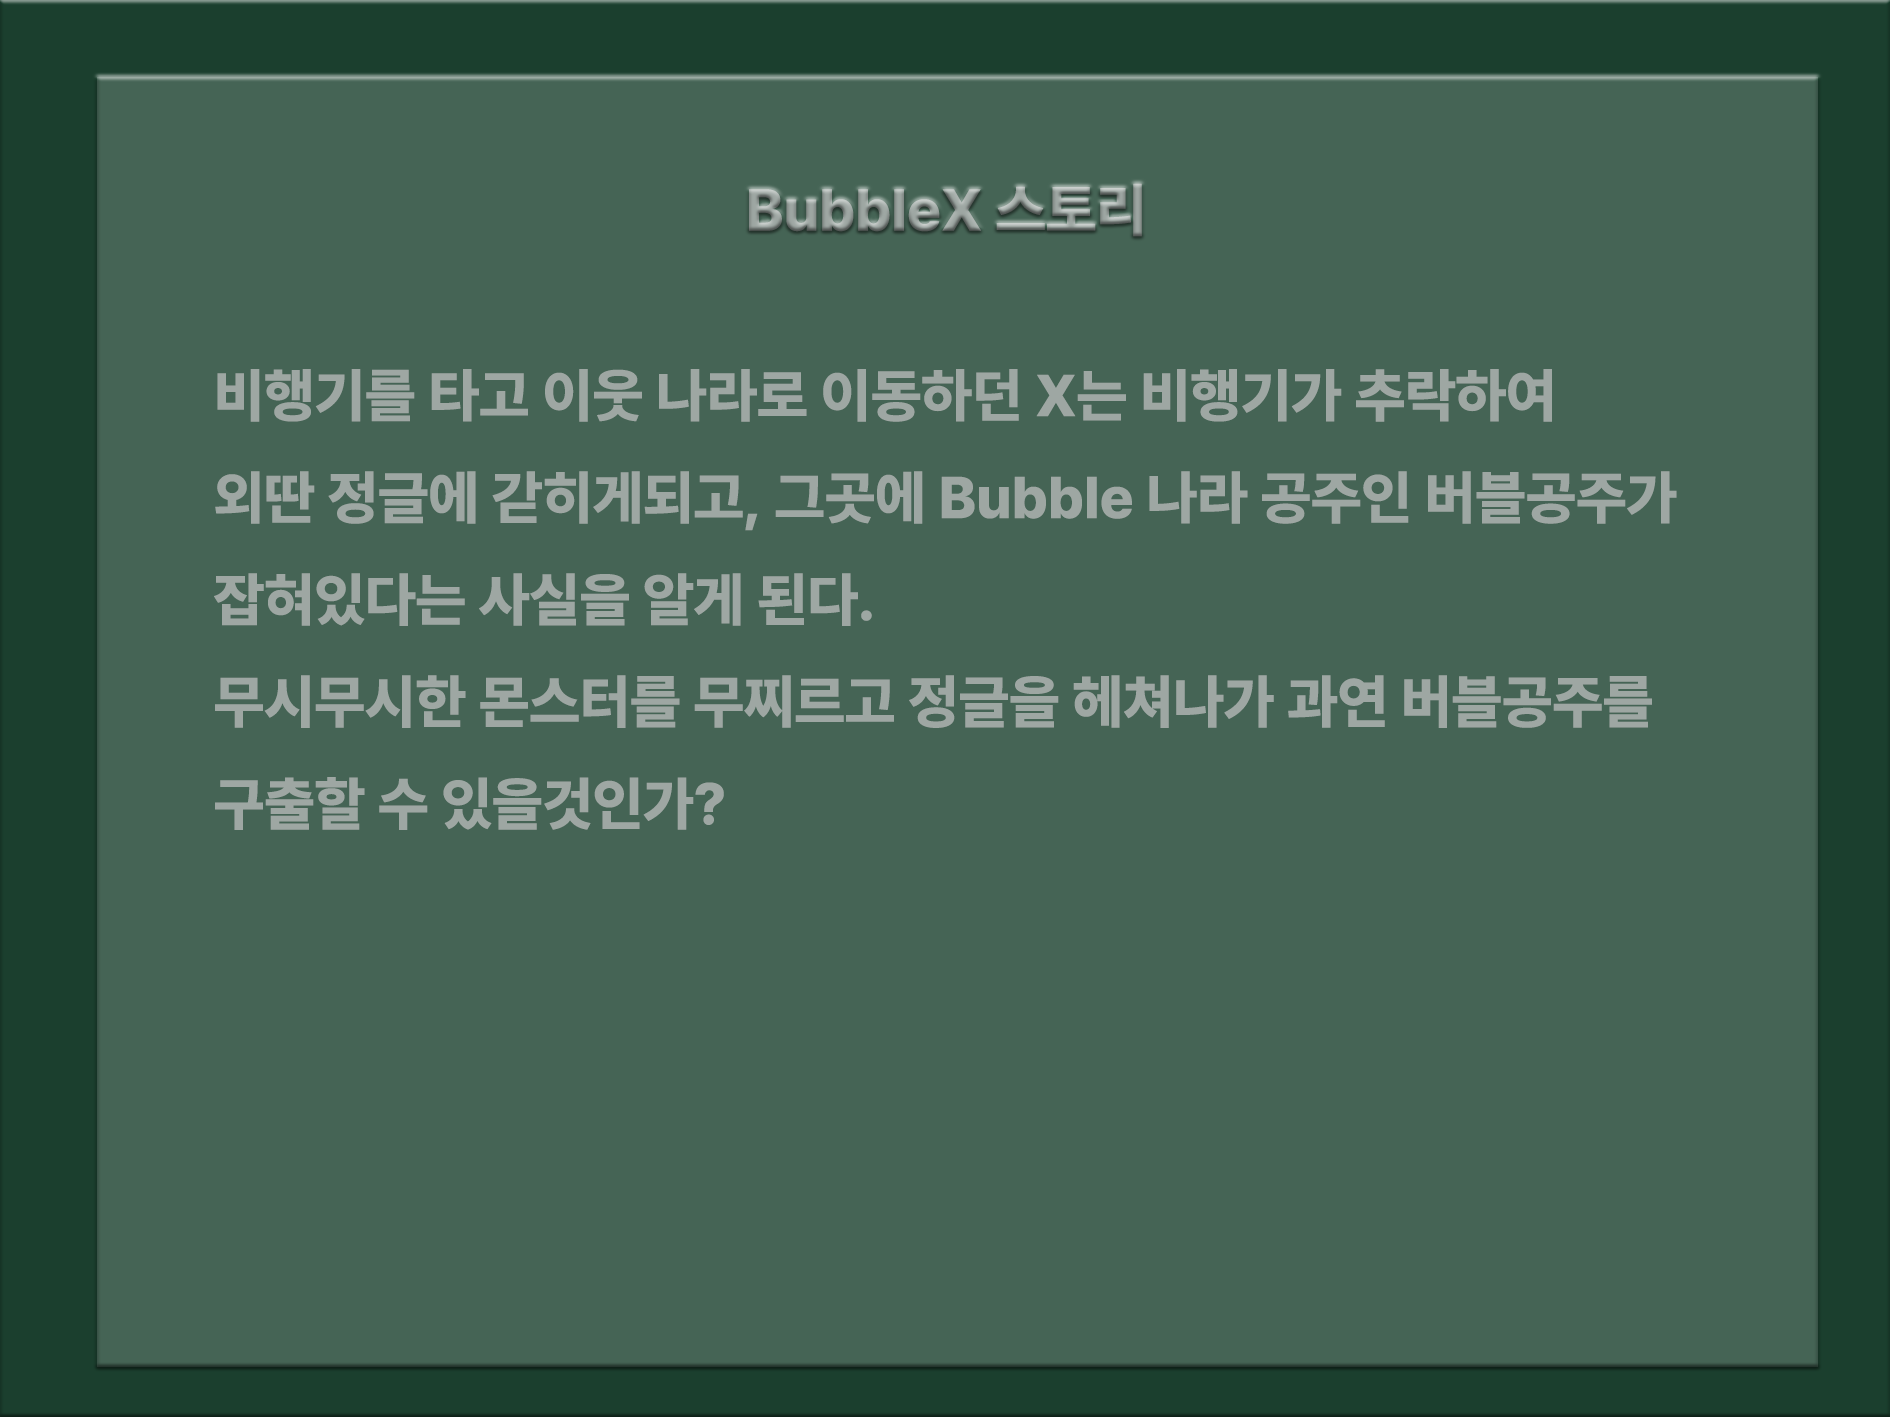 BubbleX 스토리
비행기를 타고 이웃 나라로 이동하던 X는 비행기가 추락하여
외딴 정글에 갇히게되고, 그곳에 Bubble 나라 공주인 버블공주가
잡혀있다는 사실을 알게 된다.
무시무시한 몬스터를 무찌르고 정글을 헤쳐나가 과연 버블공주를
구출할 수 있을것인가?